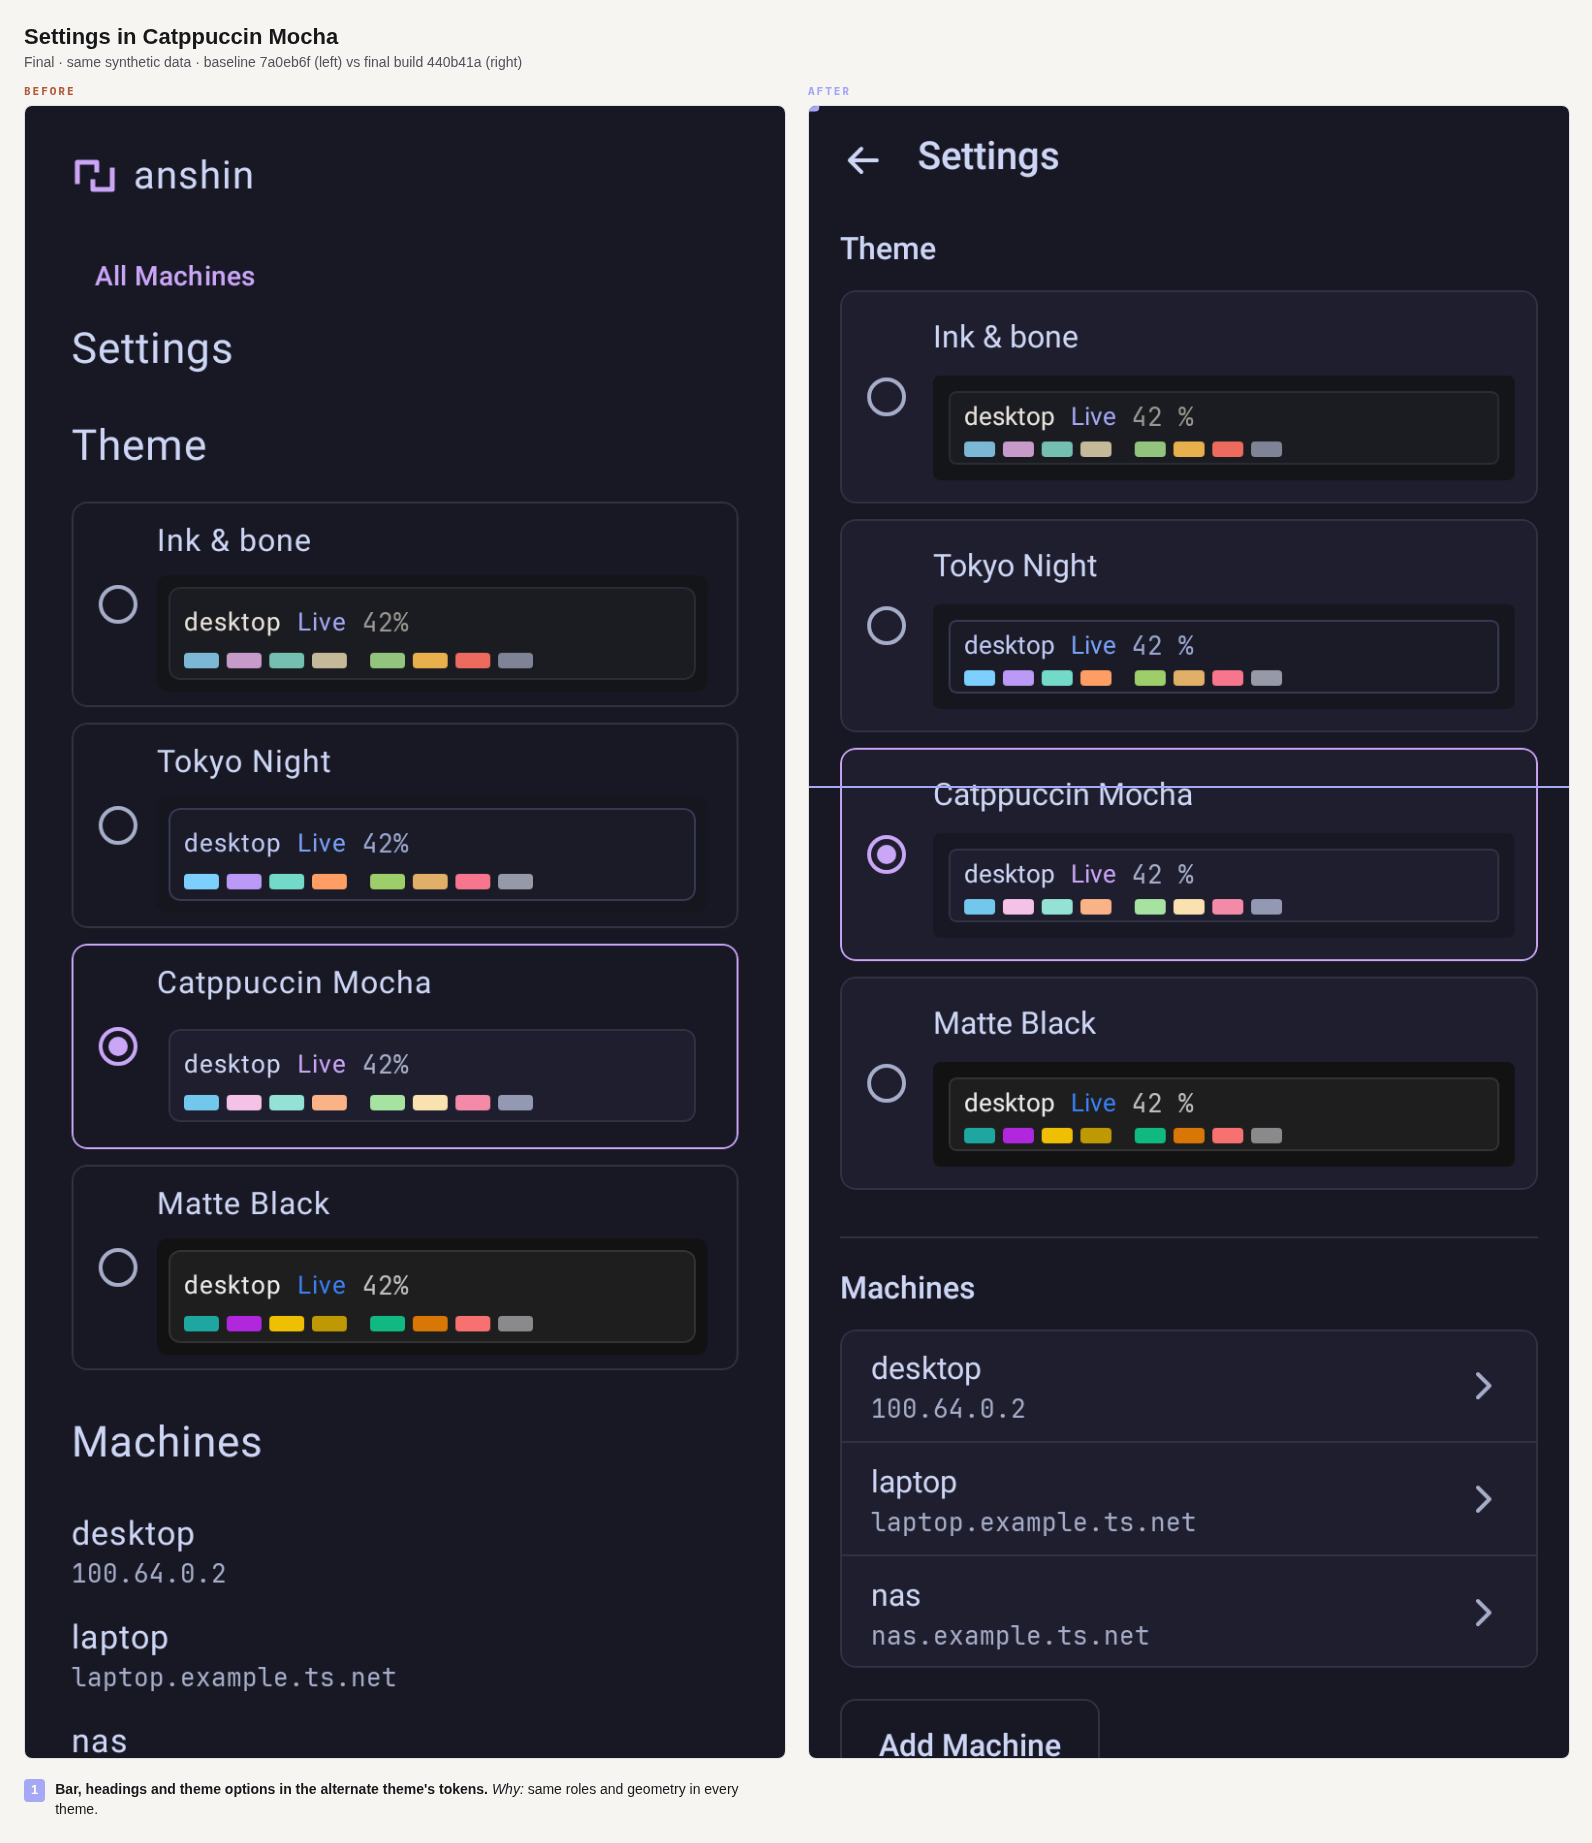 Settings in Catppuccin Mocha
Final · same synthetic data · baseline 7a0eb6f (left) vs final build 440b41a (right)
BEFORE
anshin
All Machines
Settings
Theme
Ink & bone
desktop Live 42%
Tokyo Night
desktop Live 42%
Catppuccin Mocha
desktop Live 42%
Matte Black
desktop Live 42%
Machines
desktop
100.64.0.2
laptop
laptop.example.ts.net
nas
AFTER
Settings
Theme
Ink & bone
desktop Live 42 %
Tokyo Night
desktop Live 42 %
Catppuccin Mocha
desktop Live 42 %
Matte Black
desktop Live 42 %
Machines
desktop
100.64.0.2
laptop
laptop.example.ts.net
nas
nas.example.ts.net
Add Machine
1 Bar, headings and theme options in the alternate theme's tokens. Why: same roles and geometry in every
theme.